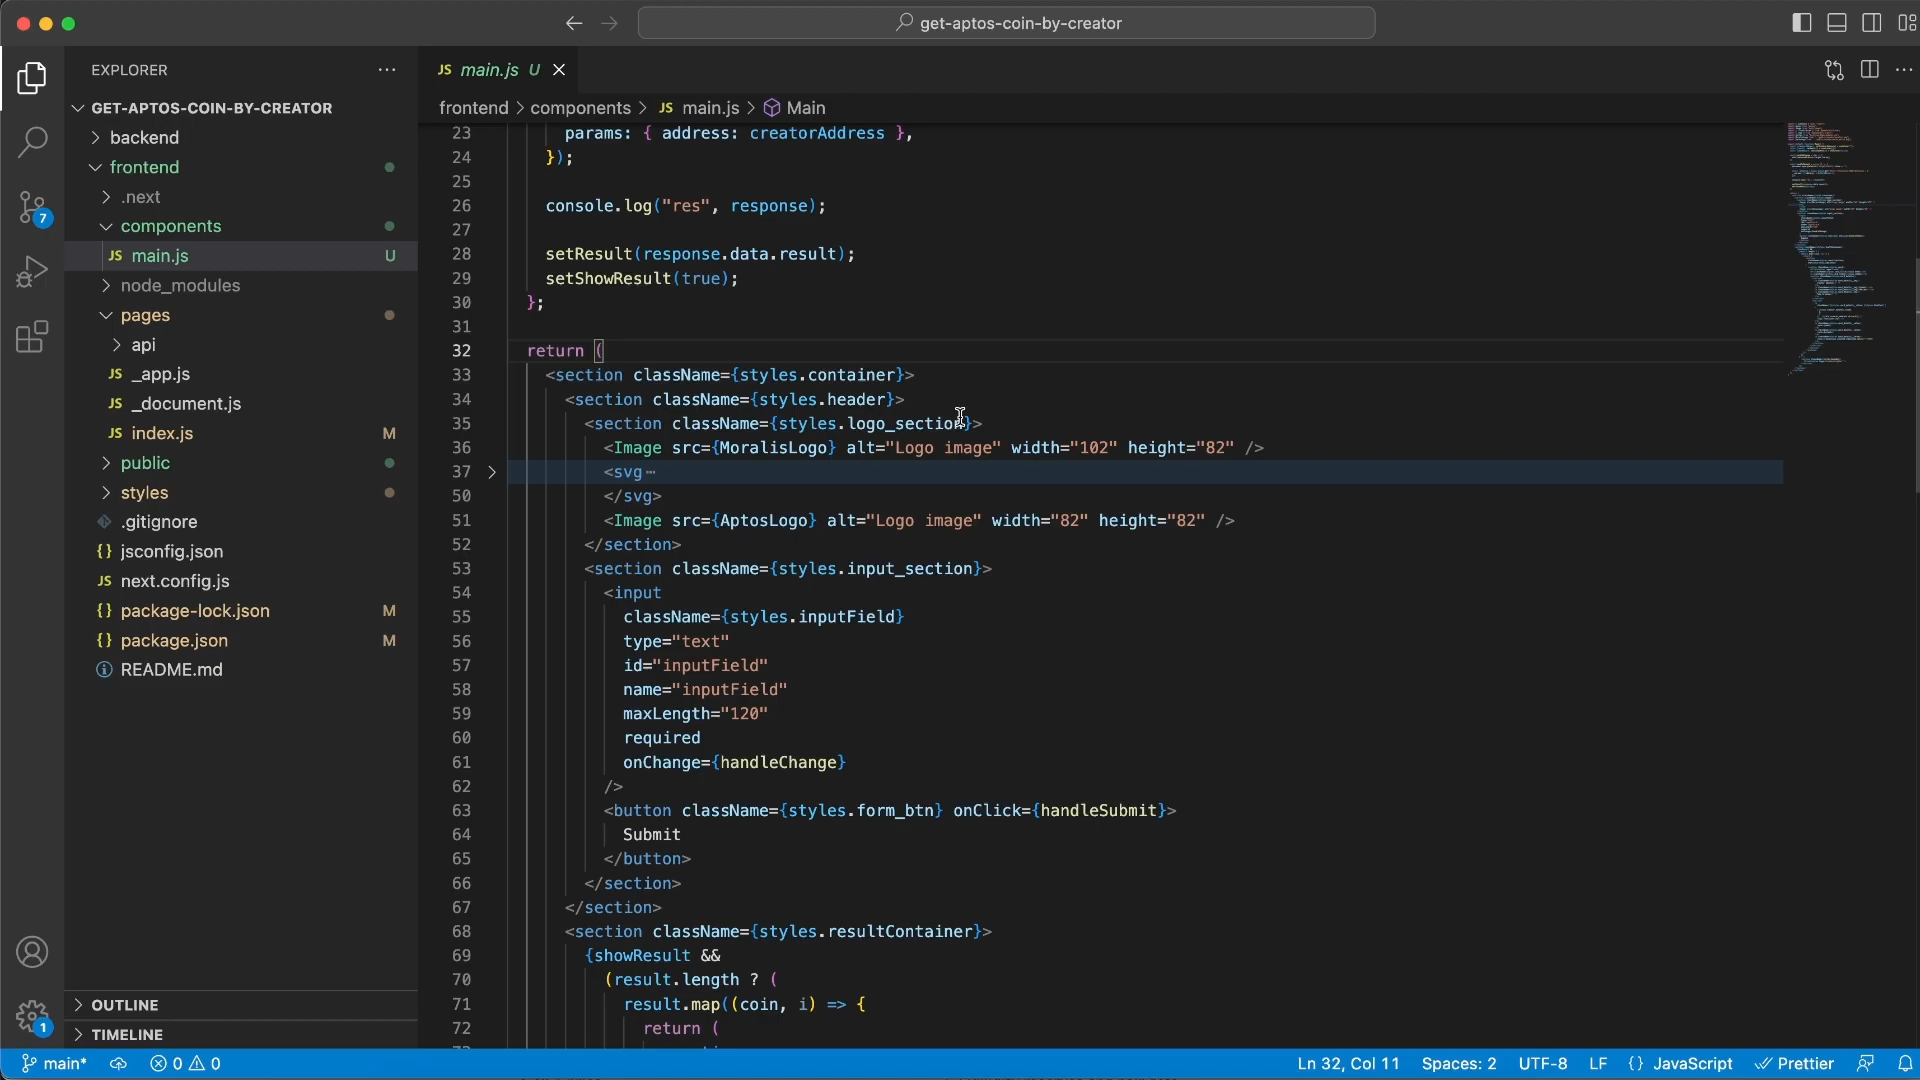 get-aptos-coin-by-creator
EXPLORER
GET-APTOS-COIN-BY-CREATOR
backend
frontend
.next
components
JS main.js U
node_modules
pages
api
JS _app.js
JS _document.js
JS index.js M
public
styles
.gitignore
{} jsconfig.json
JS next.config.js
{} package-lock.json M
{} package.json M
README.md
OUTLINE
TIMELINE
7
1
JS main.js U
frontend > components > JS main.js > Main
23 params: { address: creatorAddress },
24 });
25
26 console.log("res", response);
27
28 setResult(response.data.result);
29 setShowResult(true);
30 };
31
32 return (
33 <section className={styles.container}>
34 <section className={styles.header}>
35 <section className={styles.logo_section}>
36 <Image src={MoralisLogo} alt="Logo image" width="102" height="82" />
37 <svg⋯
50 </svg>
51 <Image src={AptosLogo} alt="Logo image" width="82" height="82" />
52 </section>
53 <section className={styles.input_section}>
54 <input
55 className={styles.inputField}
56 type="text"
57 id="inputField"
58 name="inputField"
59 maxLength="120"
60 required
61 onChange={handleChange}
62 />
63 <button className={styles.form_btn} onClick={handleSubmit}>
64 Submit
65 </button>
66 </section>
67 </section>
68 <section className={styles.resultContainer}>
69 {showResult &&
70 (result.length ? (
71 result.map((coin, i) => {
72 return (
main* 0 0 Ln 32, Col 11 Spaces: 2 UTF-8 LF {} JavaScript Prettier